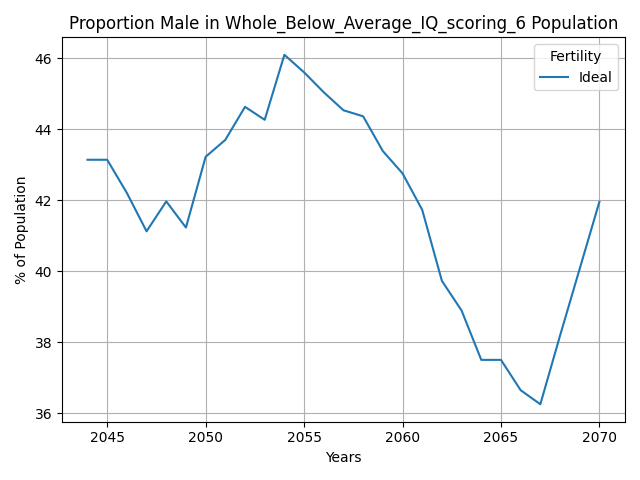 Proportion Male in Whole_Below_Average_IQ_scoring_6 Population
Fertility
Ideal
46
44
42
40
38
36
% of Population
2045 2050 2055 2060 2065 2070
Years